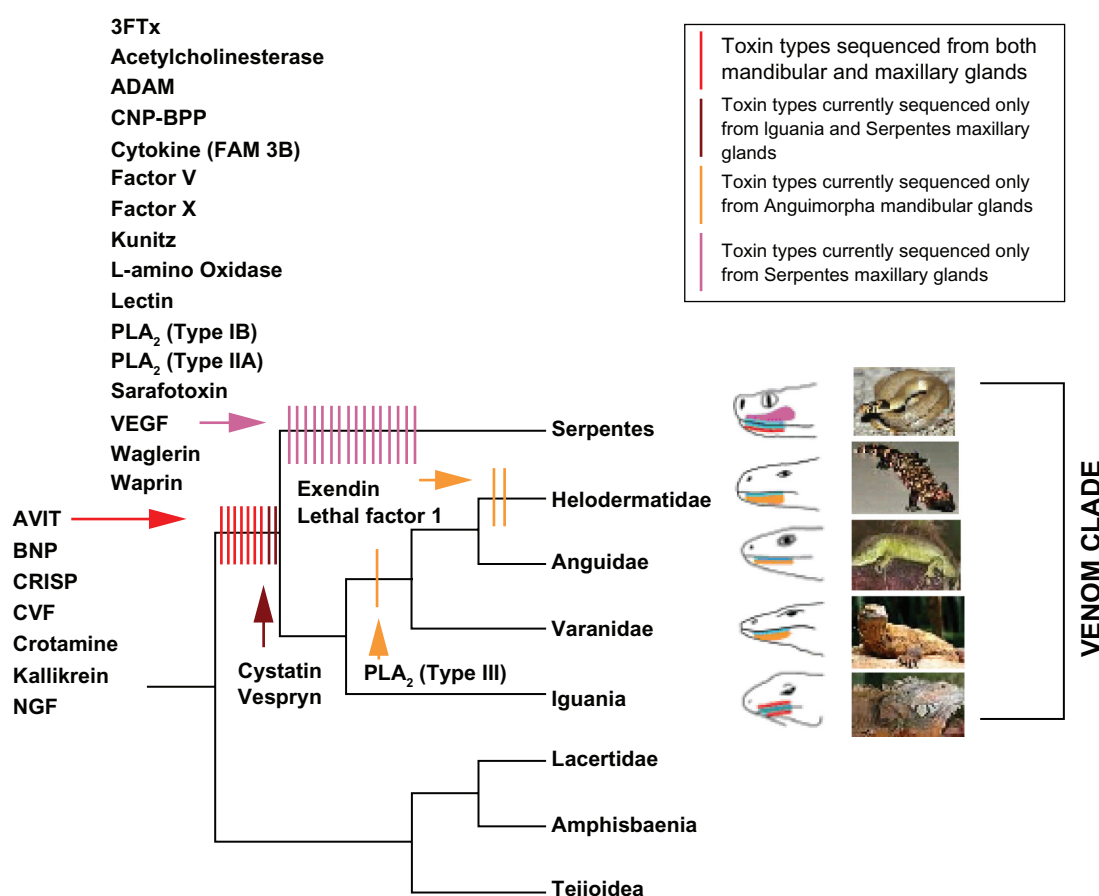 3FTx
Acetylcholinesterase
ADAM
CNP-BPP
Cytokine (FAM 3B)
Factor V
Factor X
Kunitz
L-amino Oxidase
Lectin
PLA₂ (Type IB)
PLA₂ (Type IIA)
Sarafotoxin
VEGF
Waglerin
Waprin
AVIT
BNP
CRISP
CVF
Crotamine
Kallikrein
NGF
Toxin types sequenced from both
mandibular and maxillary glands
Toxin types currently sequenced only
from Iguania and Serpentes maxillary
glands
Toxin types currently sequenced only
from Anguimorpha mandibular glands
Toxin types currently sequenced only
from Serpentes maxillary glands
Exendin
Lethal factor 1
Cystatin
Vespryn
PLA₂ (Type III)
Serpentes
Helodermatidae
Anguidae
Varanidae
Iguania
Lacertidae
Amphisbaenia
Teiioidea
VENOM CLADE